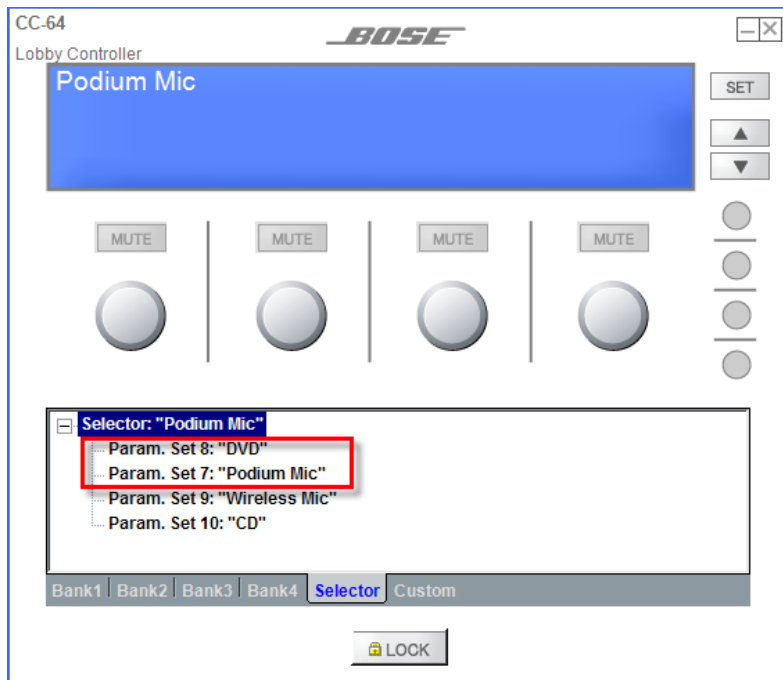 CC-64
BOSE
Lobby Controller
Podium Mic
SET
MUTE MUTE MUTE MUTE
Selector: "Podium Mic"
Param. Set 8: "DVD"
Param. Set 7: "Podium Mic"
Param. Set 9: "Wireless Mic"
Param. Set 10: "CD"
Bank1 Bank2 Bank3 Bank4 Selector Custom
LOCK